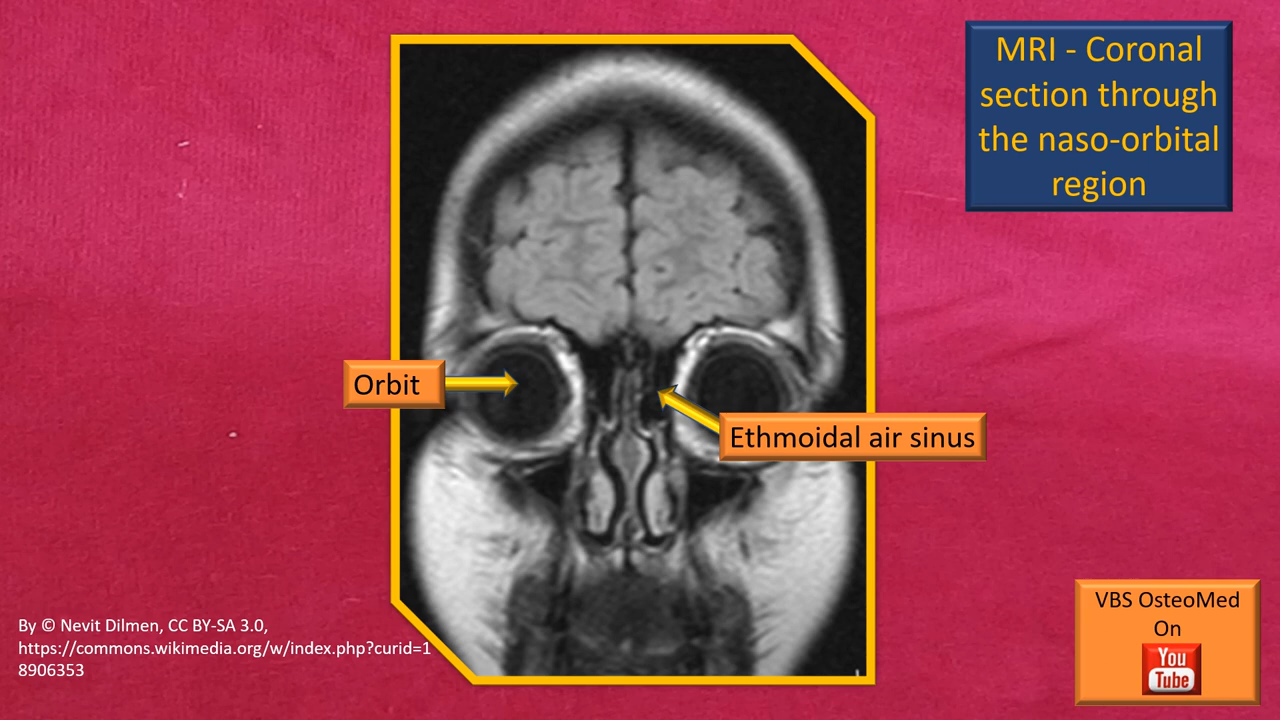 MRI - Coronal
section through
the naso-orbital
region
Orbit
Ethmoidal air sinus
By © Nevit Dilmen, CC BY-SA 3.0,
https://commons.wikimedia.org/w/index.php?curid=1
8906353
VBS OsteoMed
On
You
Tube